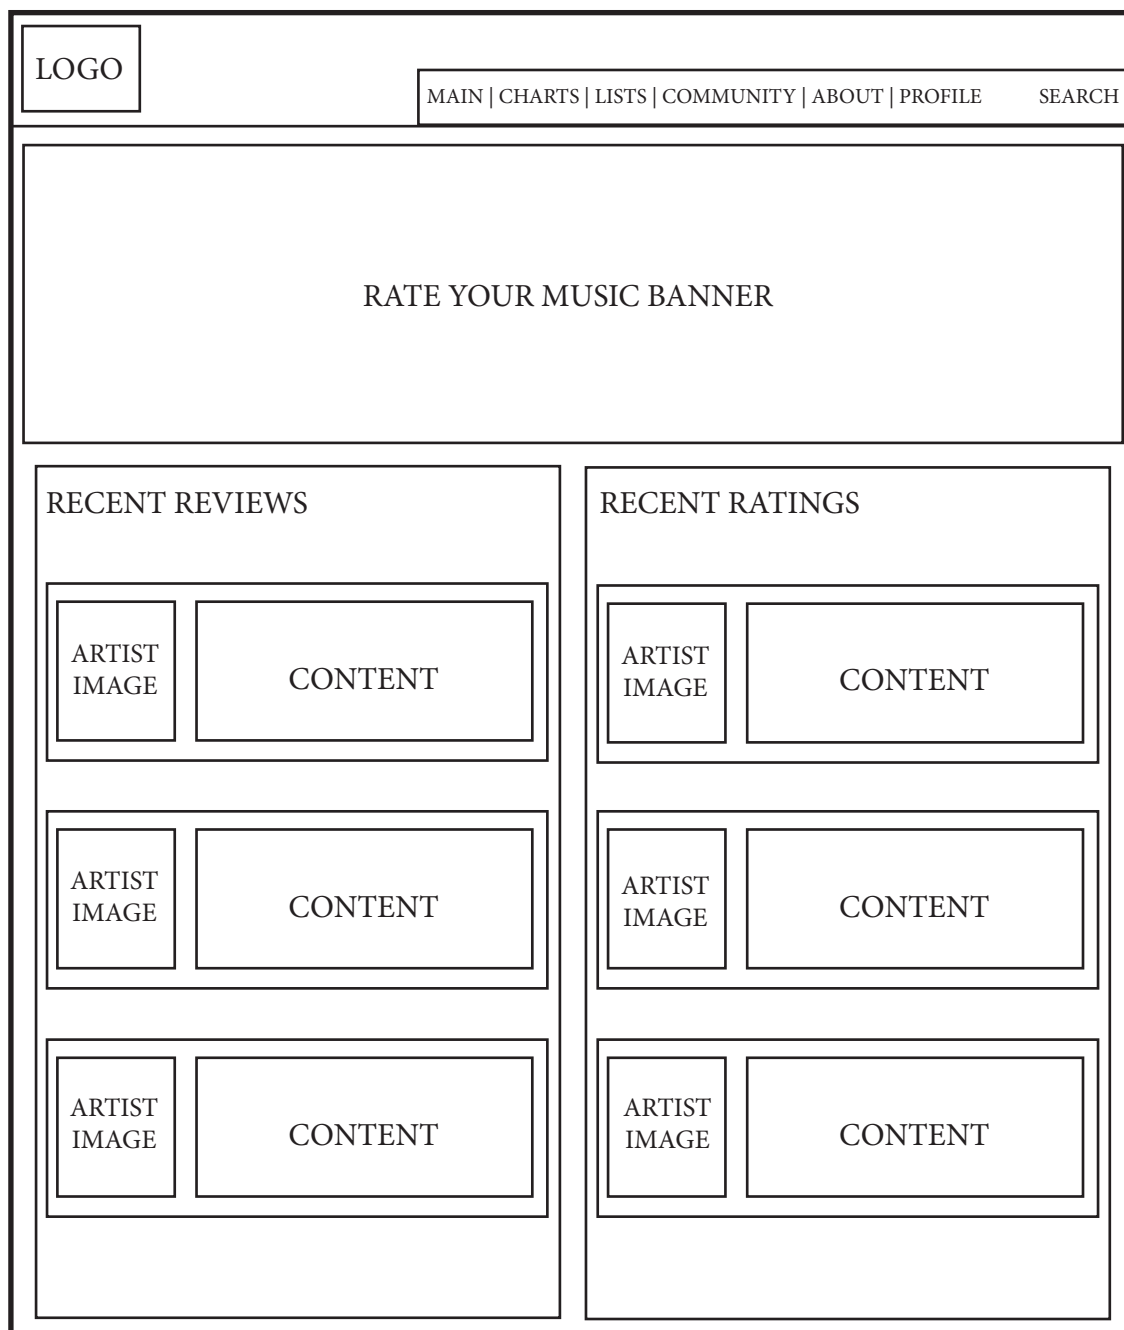 LOGO
MAIN | CHARTS | LISTS | COMMUNITY | ABOUT | PROFILE SEARCH
RATE YOUR MUSIC BANNER
RECENT REVIEWS
ARTIST
IMAGE
CONTENT
ARTIST
IMAGE
CONTENT
ARTIST
IMAGE
CONTENT
RECENT RATINGS
ARTIST
IMAGE
CONTENT
ARTIST
IMAGE
CONTENT
ARTIST
IMAGE
CONTENT